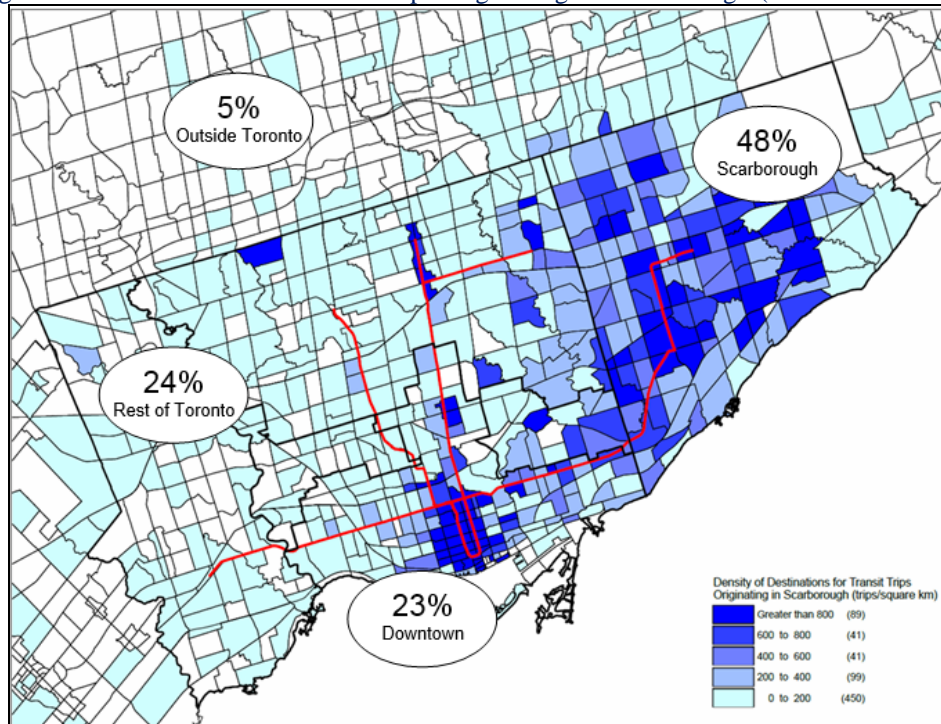 5%
Outside Toronto
48%
Scarborough
24%
Rest of Toronto
23%
Downtown
Density of Destinations for Transit Trips
Originating in Scarborough (trips/square km)
Greater than 800 (89)
600 to 800 (41)
400 to 600 (41)
200 to 400 (99)
0 to 200 (450)